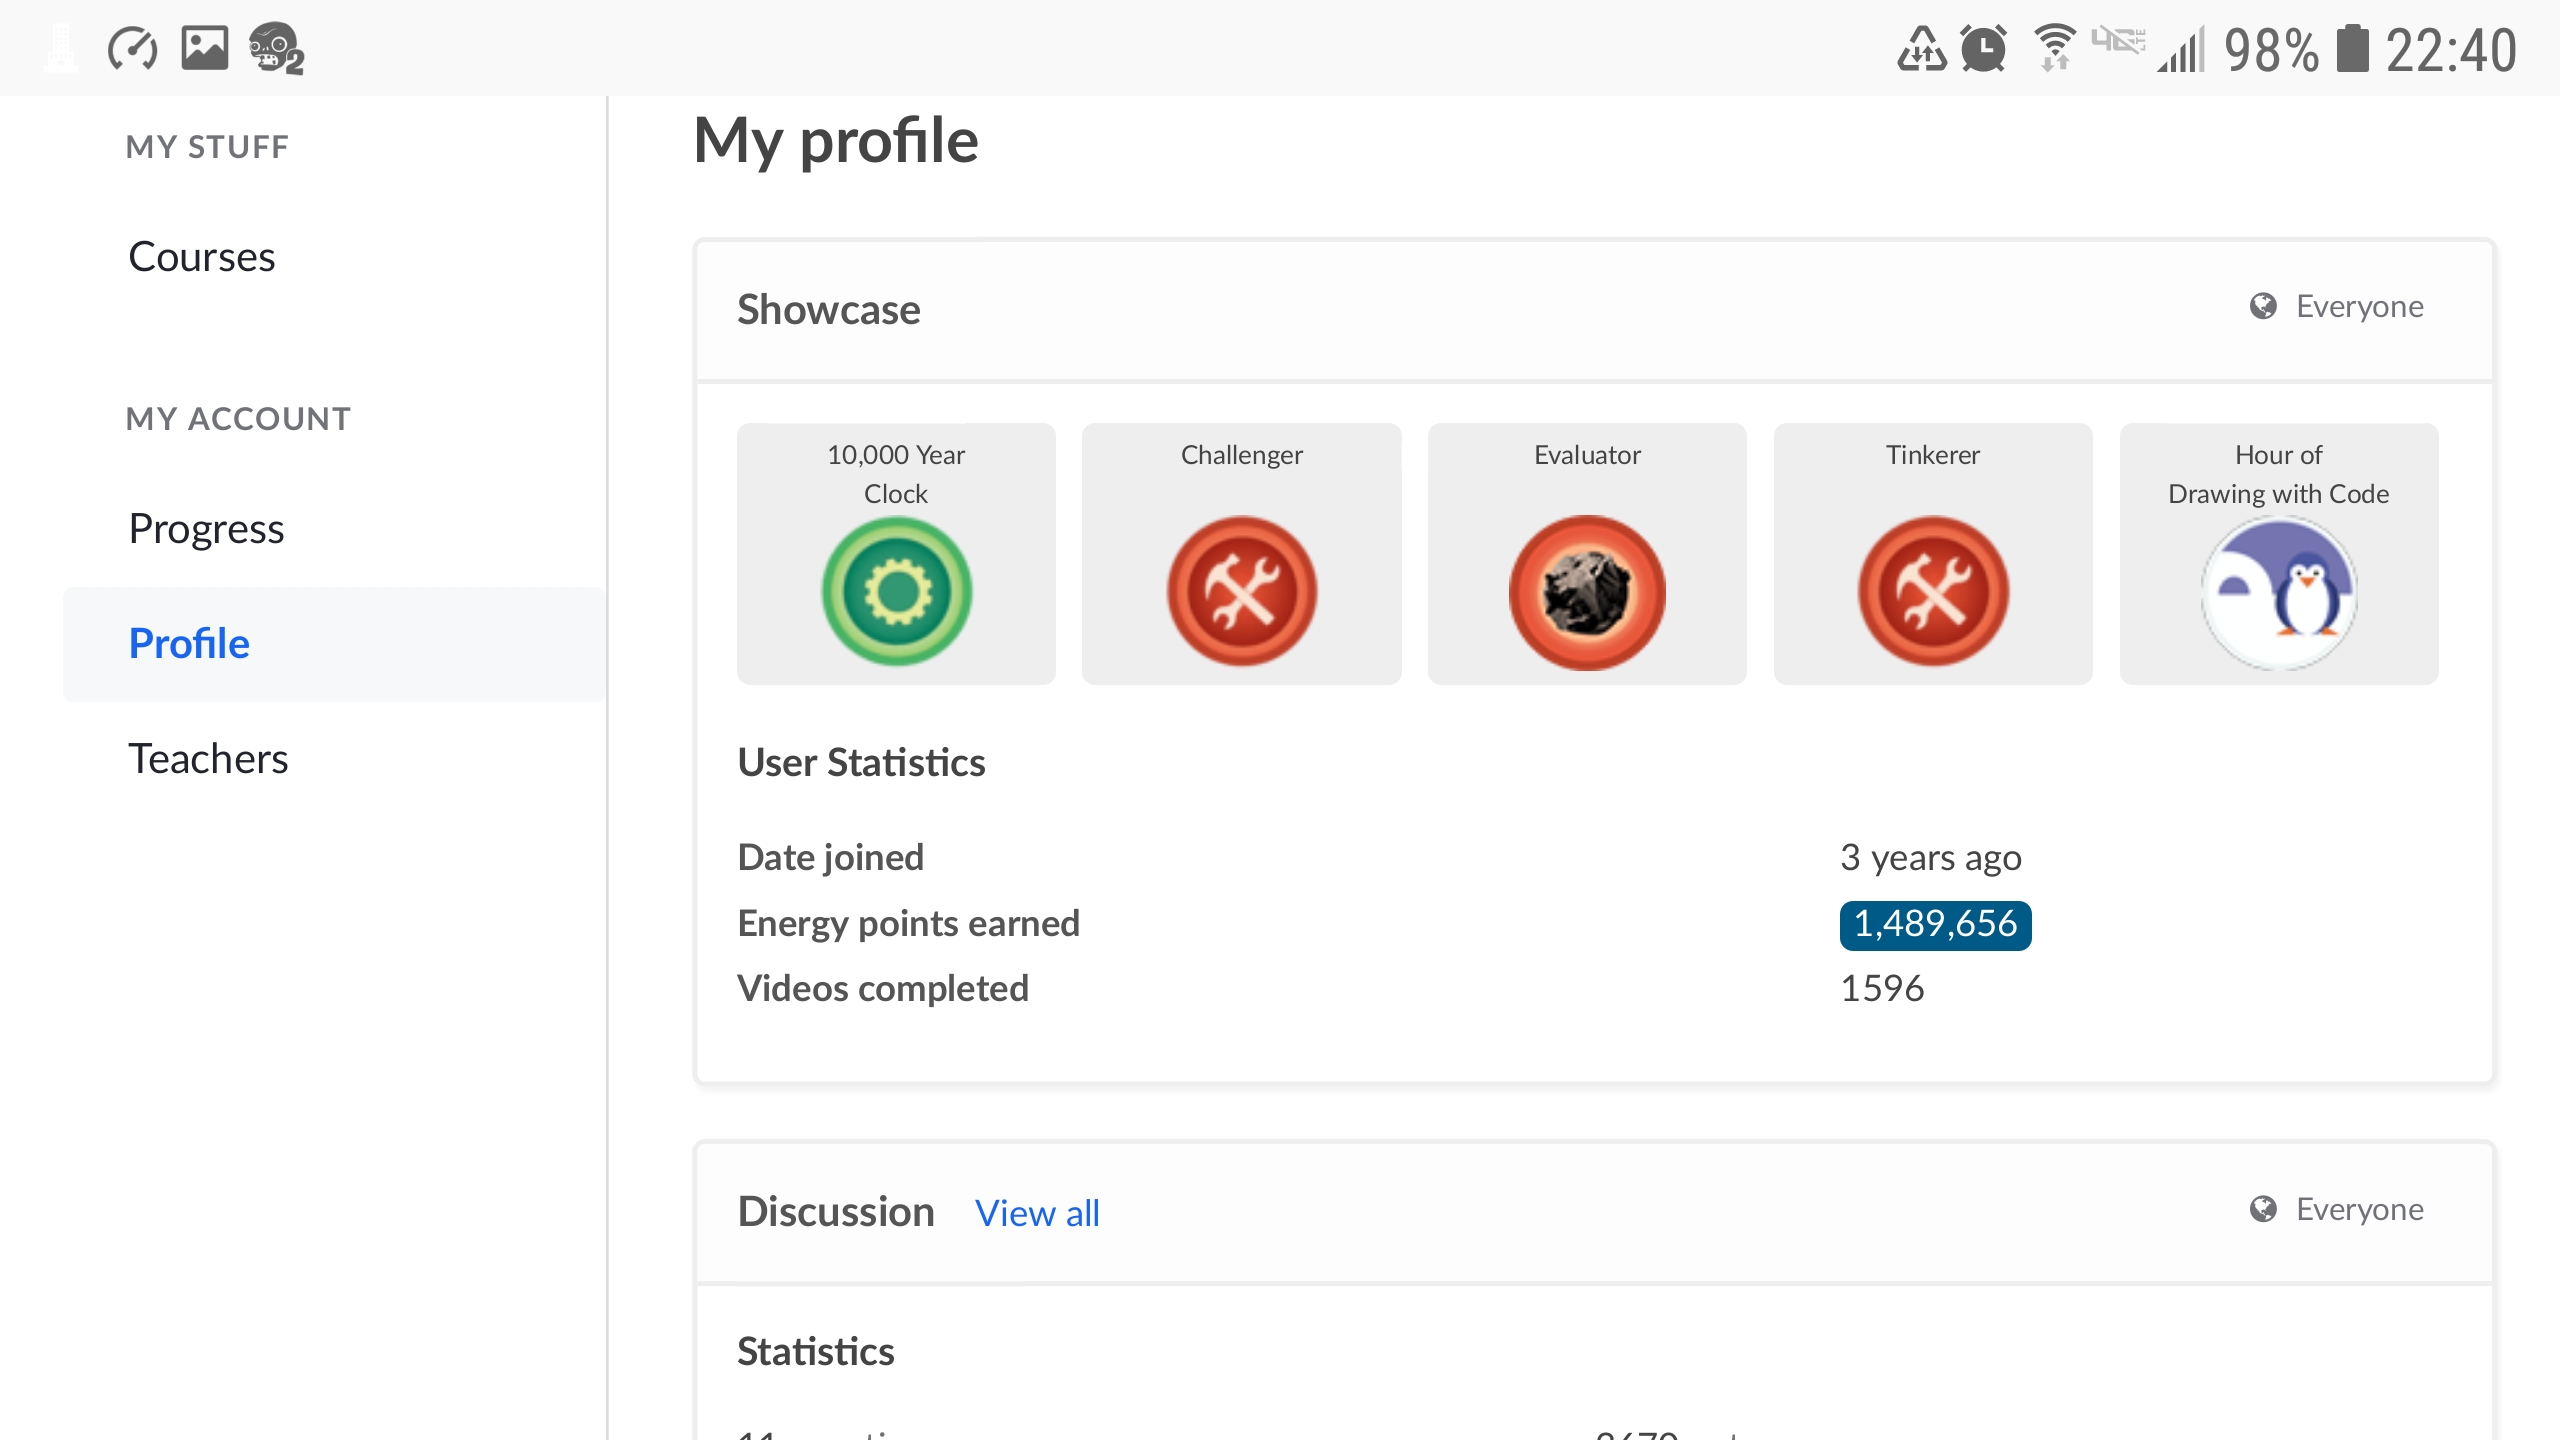 98% 22:40
MY STUFF
Courses
MY ACCOUNT
Progress
Profile
Teachers
My profile
Showcase
Everyone
10,000 Year
Clock
Challenger
Evaluator
Tinkerer
Hour of
Drawing with Code
User Statistics
Date joined
3 years ago
Energy points earned
1,489,656
Videos completed
1596
Discussion View all
Everyone
Statistics